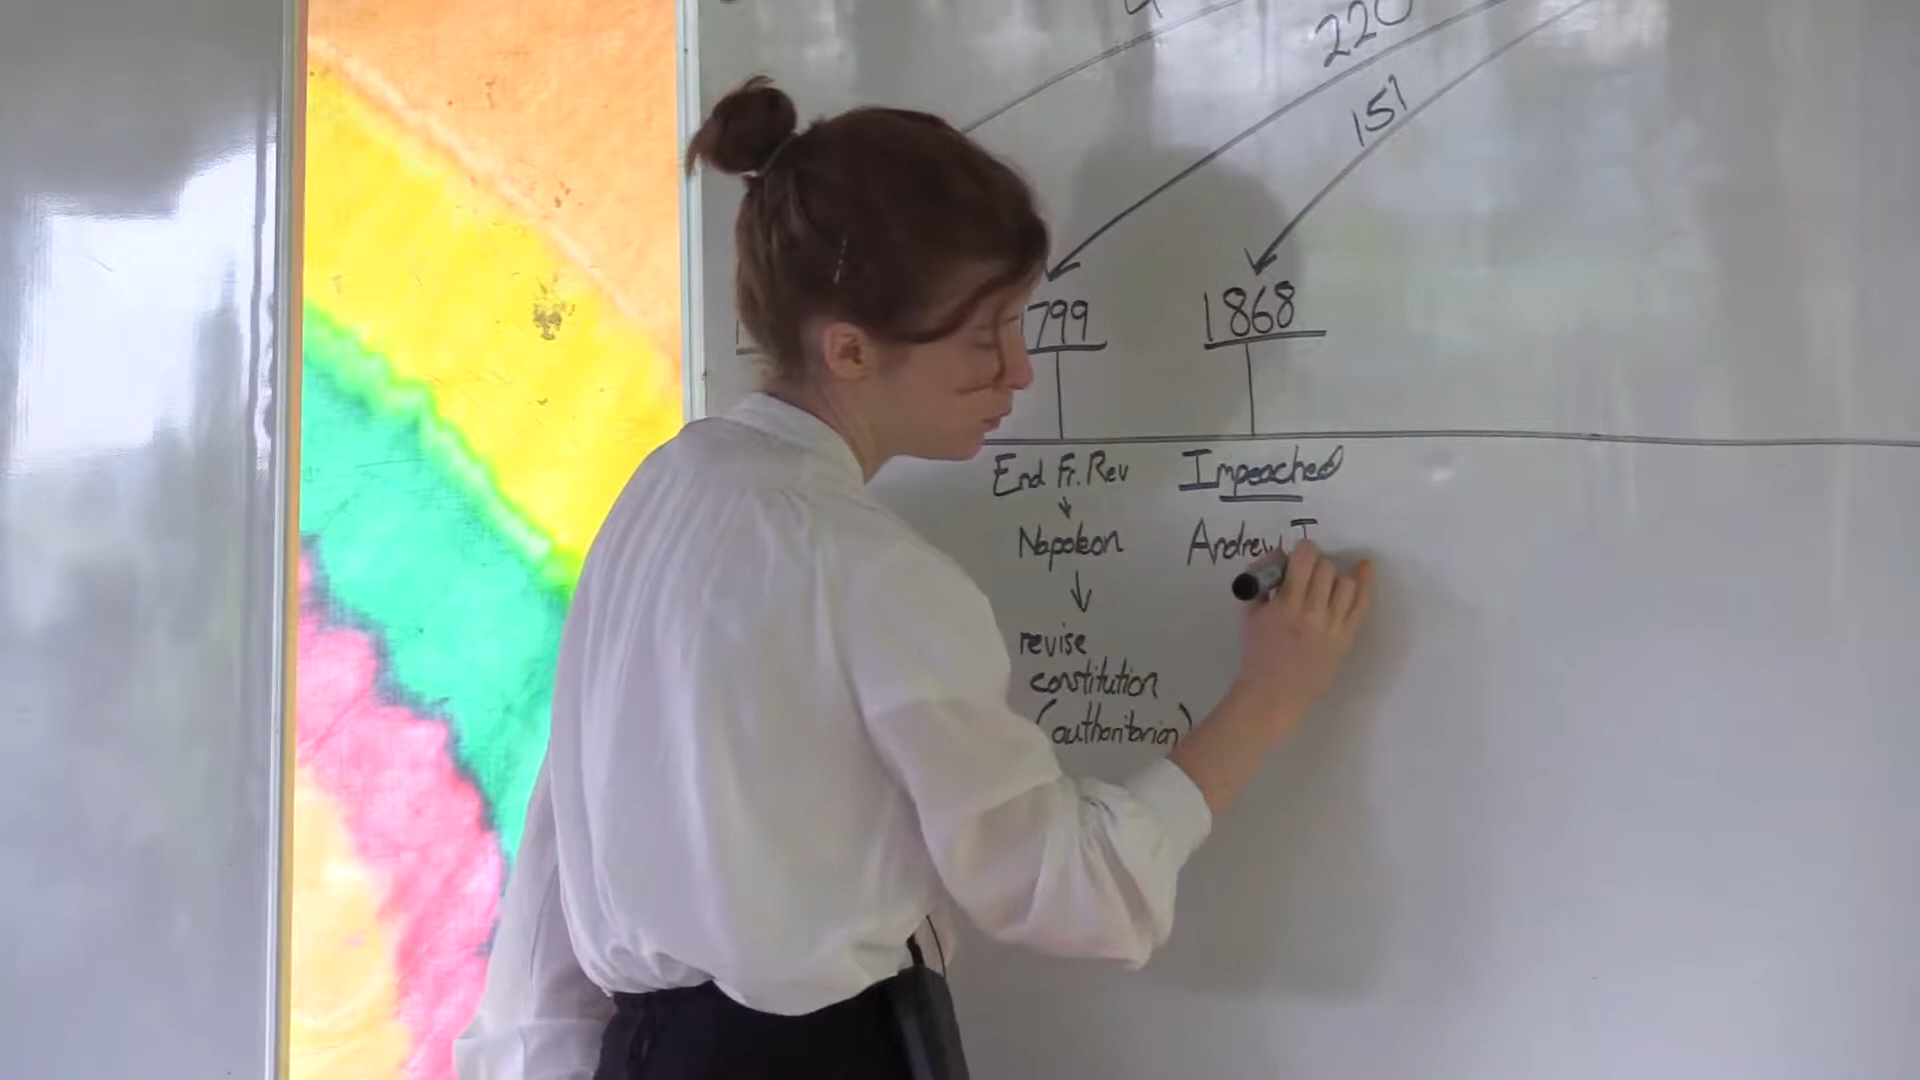 220
151
1799
1868
End Fr. Rev
Impeached
Napoleon
Andrew J
revise
constitution
(authoritarian)